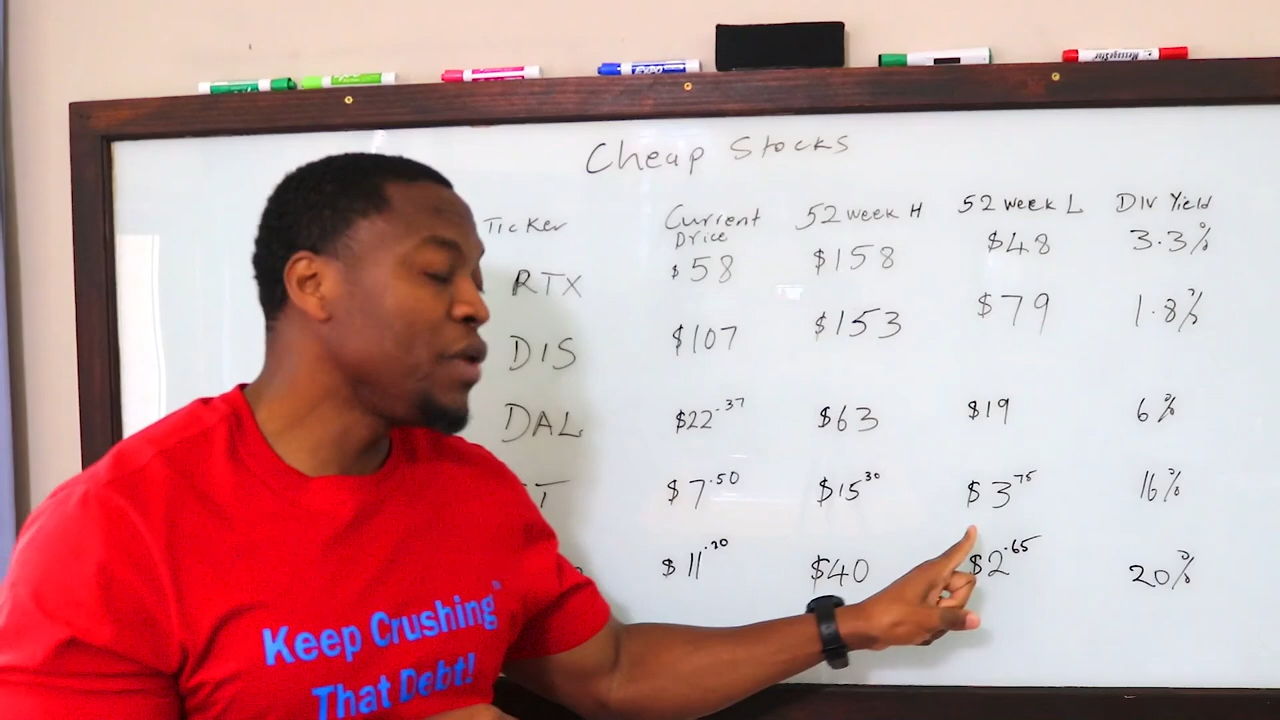 Cheap Stocks
Ticker Current Price 52 week H 52 week L DIV Yield
RTX $58 $158 $48 3.3%
DIS $107 $153 $79 1.8%
DAL $22.37 $63 $19 6%
T $7.50 $15 30 $3 75 16%
$11.20 $40 $2.65 20%
Keep Crushing
That Debt!